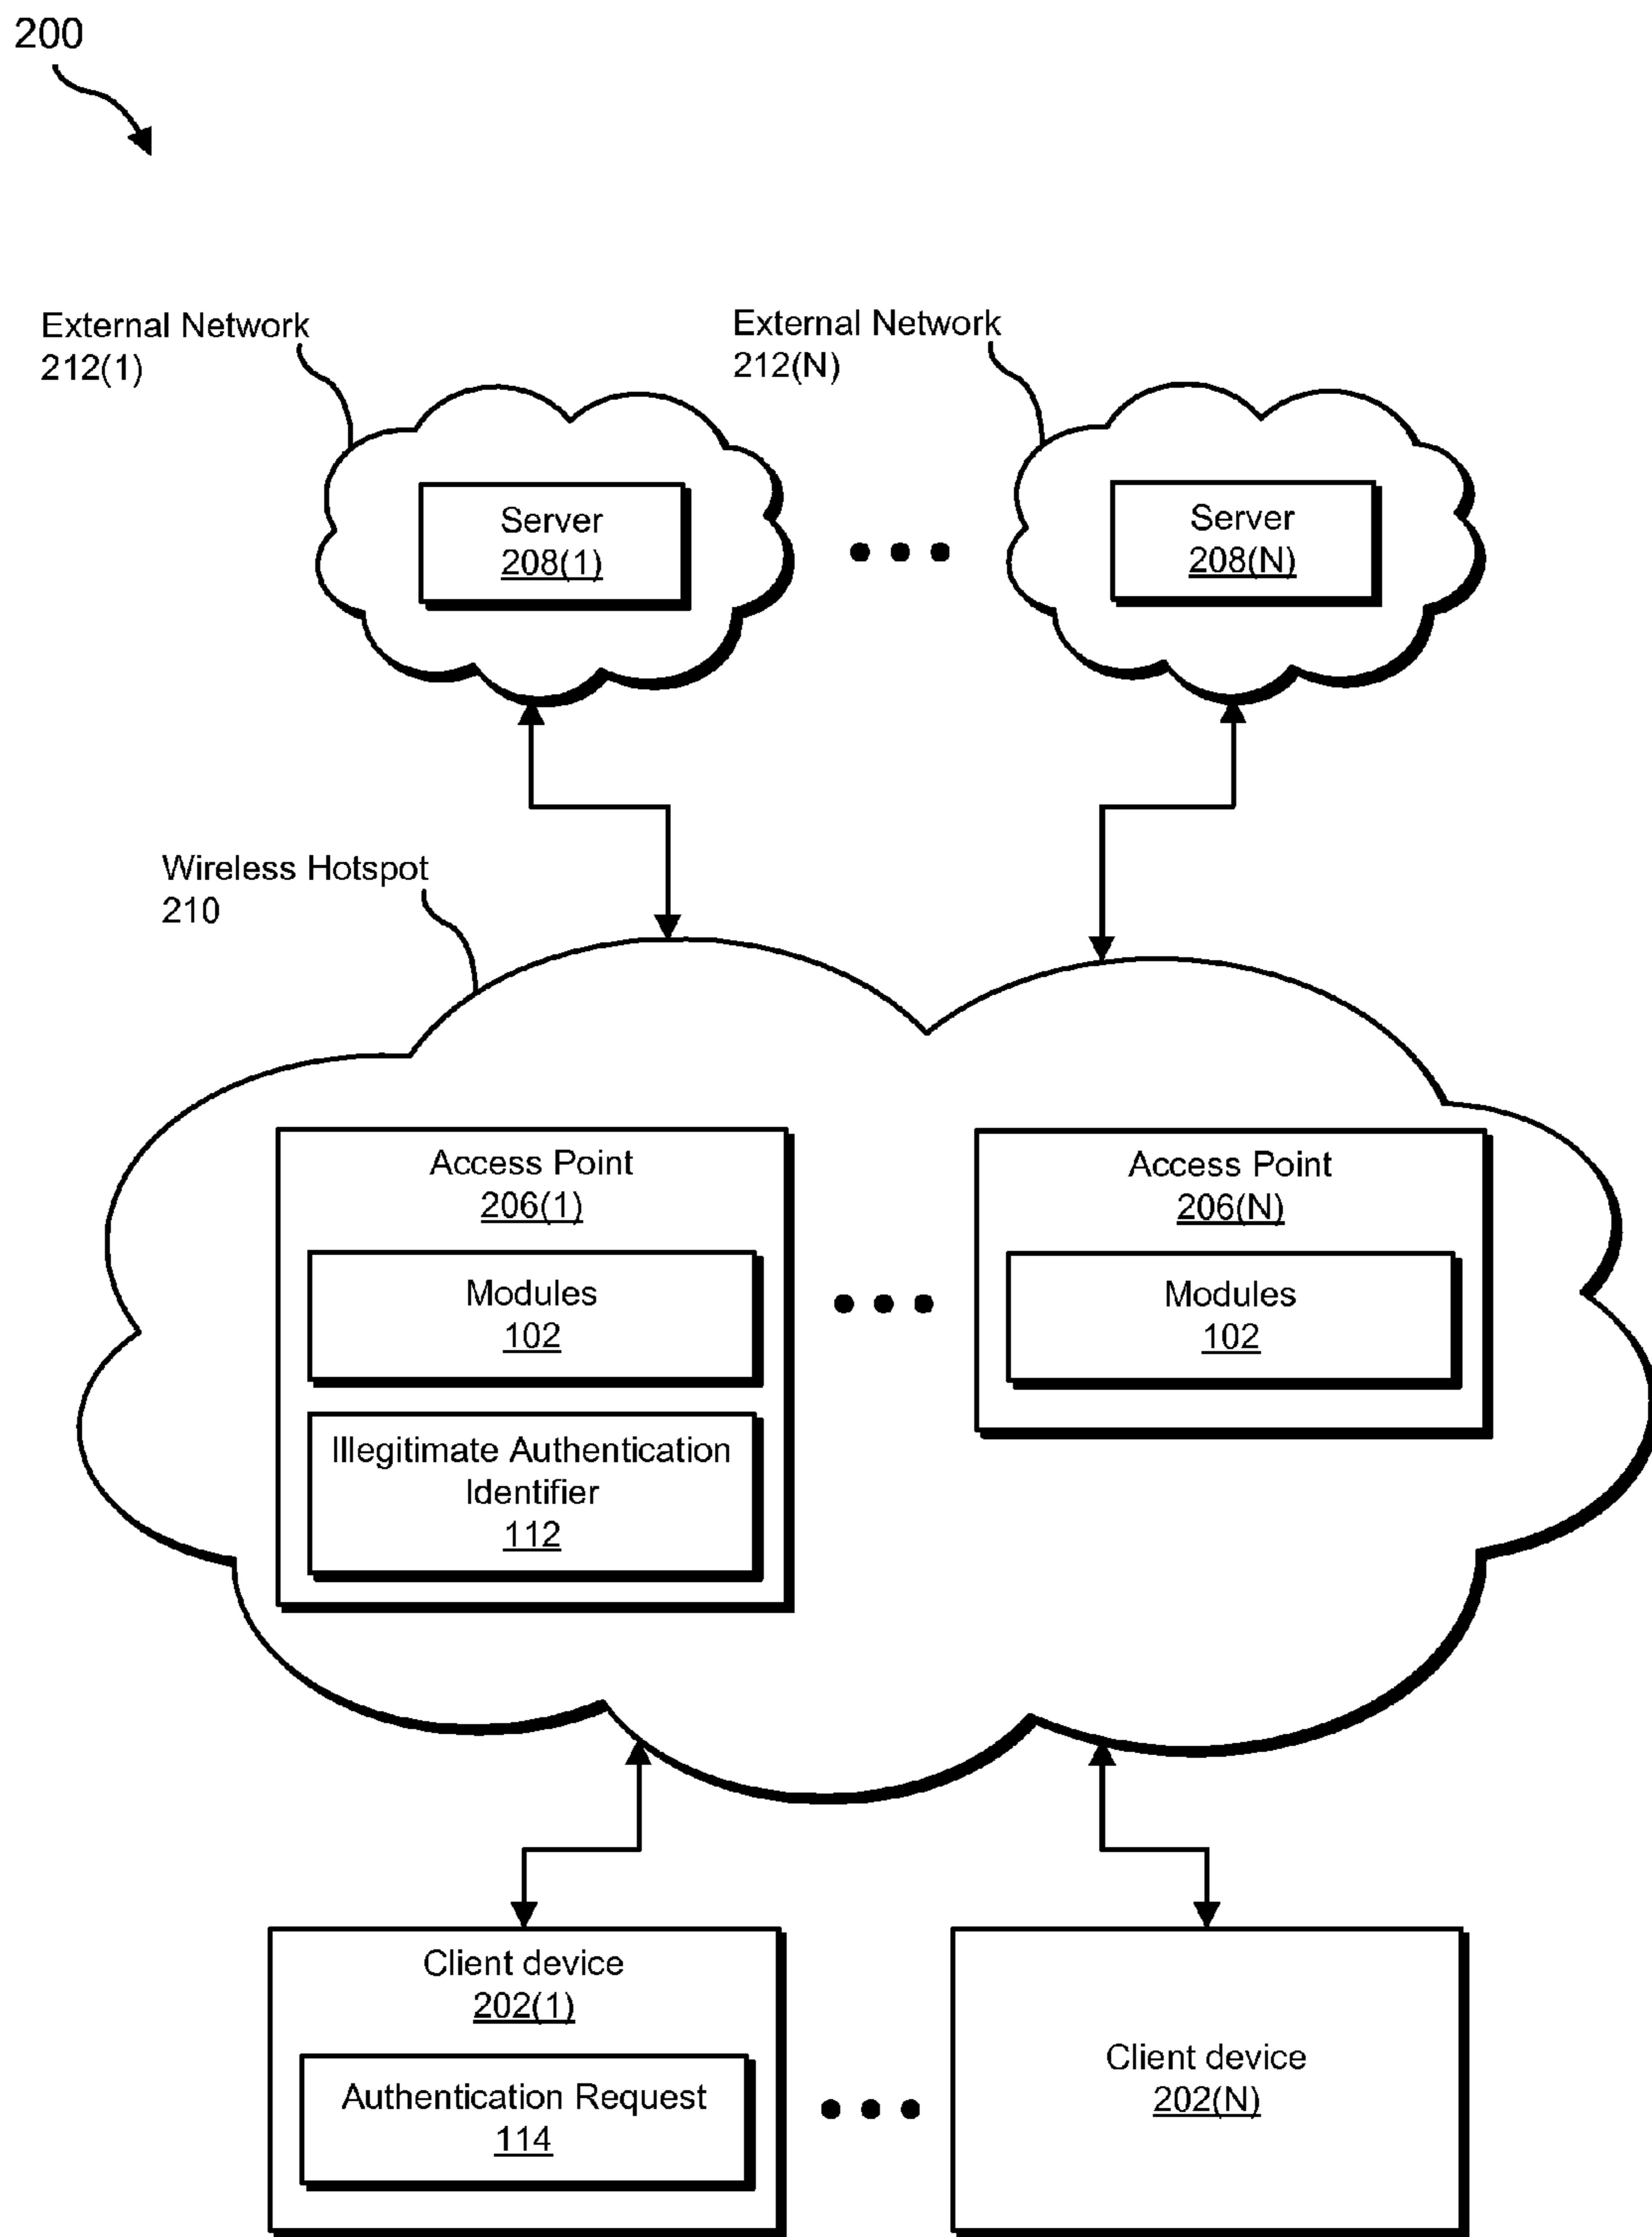 200
External Network
212(1)
External Network
212(N)
Server
208(1)
Server
208(N)
Wireless Hotspot
210
Access Point
206(1)
Modules
102
Illegitimate Authentication
Identifier
112
Access Point
206(N)
Modules
102
Client device
202(1)
Authentication Request
114
Client device
202(N)